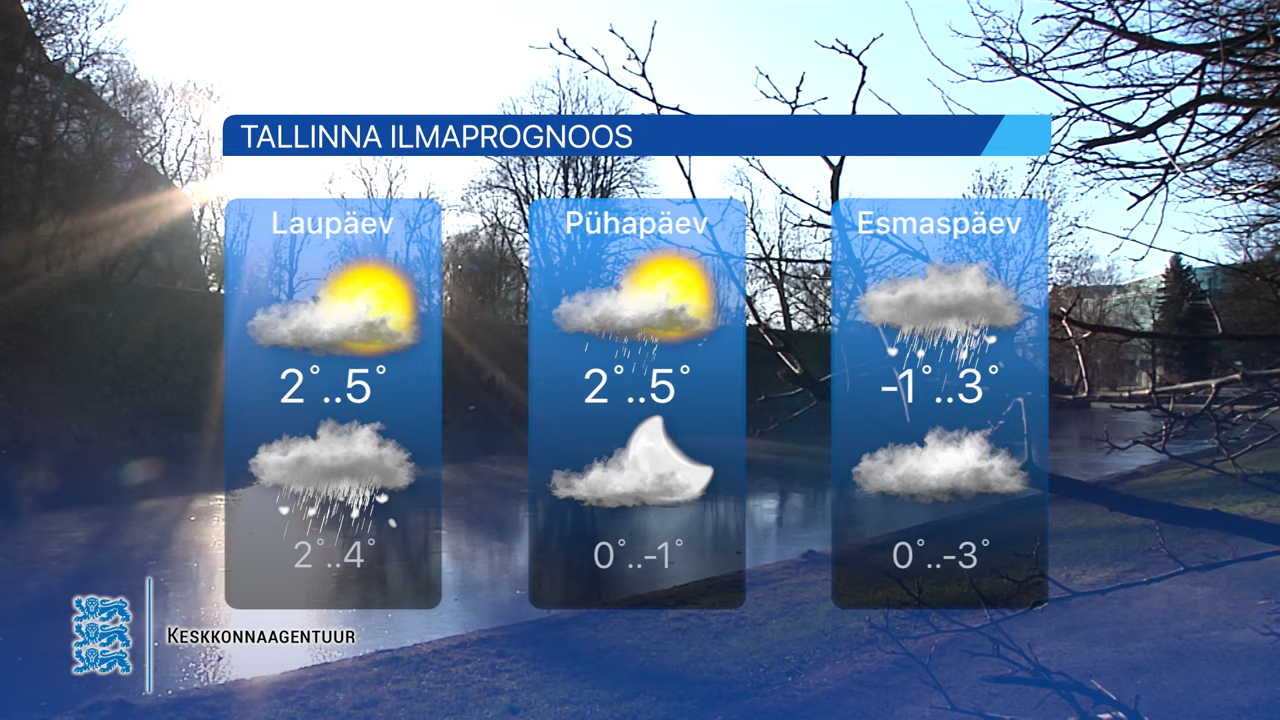 TALLINNA ILMAPROGNOOS
Laupäev
Pühapäev
Esmaspäev
2°..5°
2°..5°
-1°..3°
2°..4°
0°..-1°
0°..-3°
KESKKONNAAGENTUUR